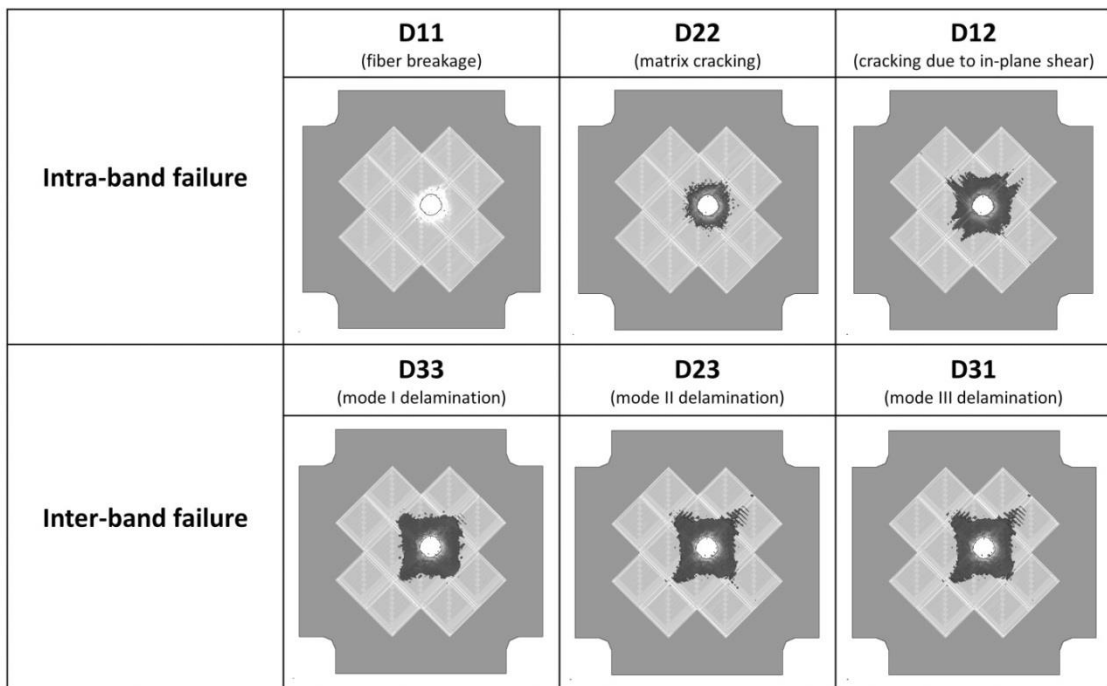 D11
(fiber breakage)
D22
(matrix cracking)
D12
(cracking due to in-plane shear)
Intra-band failure
D33
(mode I delamination)
D23
(mode II delamination)
D31
(mode III delamination)
Inter-band failure